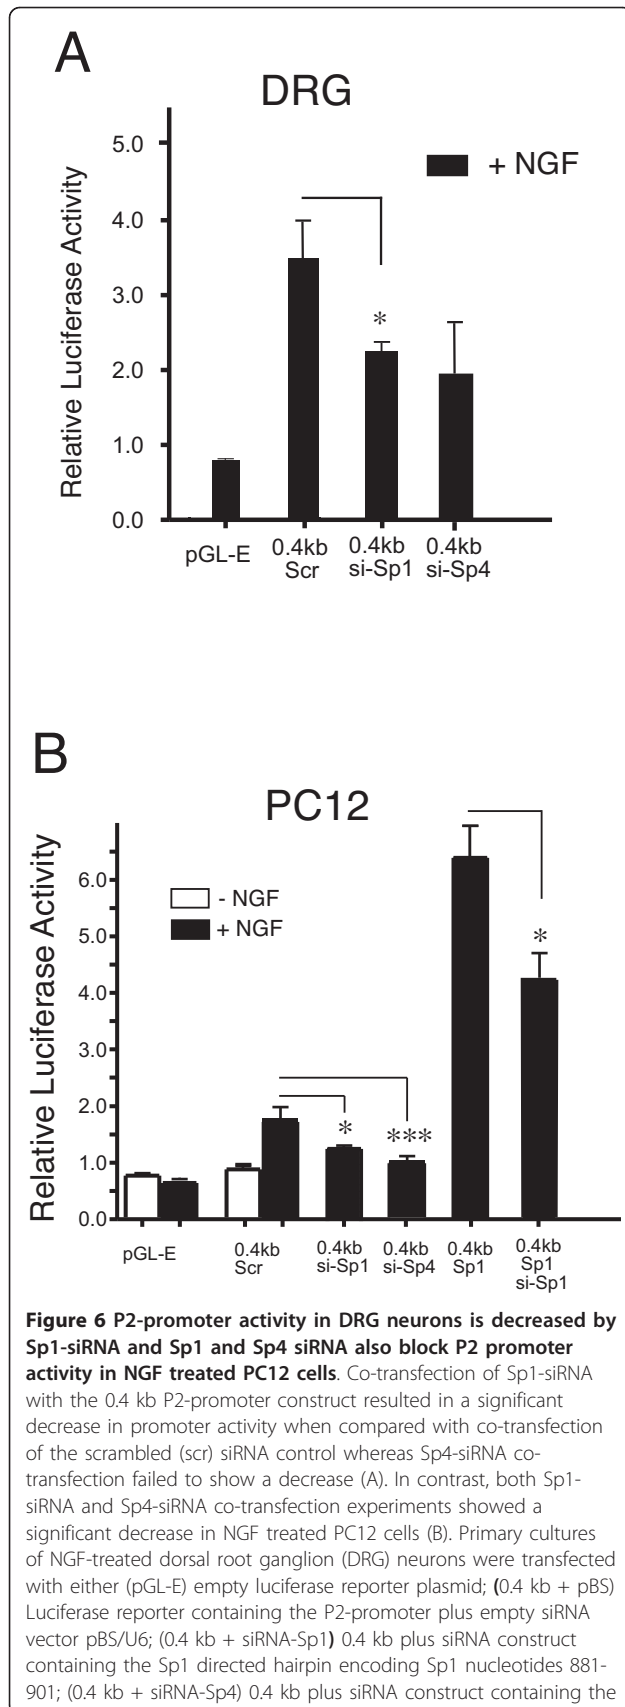 A
DRG
Relative Luciferase Activity
5.0
4.0
3.0
2.0
1.0
0.0
+ NGF
*
pGL-E
0.4kb
Scr
0.4kb
si-Sp1
0.4kb
si-Sp4
B
PC12
Relative Luciferase Activity
6.0
5.0
4.0
3.0
2.0
1.0
0.0
- NGF
+ NGF
*
***
*
pGL-E
0.4kb
Scr
0.4kb
si-Sp1
0.4kb
si-Sp4
0.4kb
Sp1
0.4kb
Sp1
si-Sp1
Figure 6 P2-promoter activity in DRG neurons is decreased by
Sp1-siRNA and Sp1 and Sp4 siRNA also block P2 promoter
activity in NGF treated PC12 cells. Co-transfection of Sp1-siRNA
with the 0.4 kb P2-promoter construct resulted in a significant
decrease in promoter activity when compared with co-transfection
of the scrambled (scr) siRNA control whereas Sp4-siRNA co-
transfection failed to show a decrease (A). In contrast, both Sp1-
siRNA and Sp4-siRNA co-transfection experiments showed a
significant decrease in NGF treated PC12 cells (B). Primary cultures
of NGF-treated dorsal root ganglion (DRG) neurons were transfected
with either (pGL-E) empty luciferase reporter plasmid; (0.4 kb + pBS)
Luciferase reporter containing the P2-promoter plus empty siRNA
vector pBS/U6; (0.4 kb + siRNA-Sp1) 0.4 kb plus siRNA construct
containing the Sp1 directed hairpin encoding Sp1 nucleotides 881-
901; (0.4 kb + siRNA-Sp4) 0.4 kb plus siRNA construct containing the